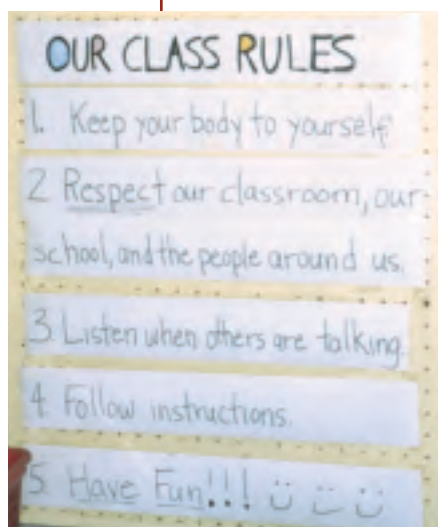 OUR CLASS RULES
1. Keep your body to yourself
2 Respect our classroom, our
school, and the people around us.
3. Listen when others are talking.
4. Follow instructions.
5. Have Fun!!!